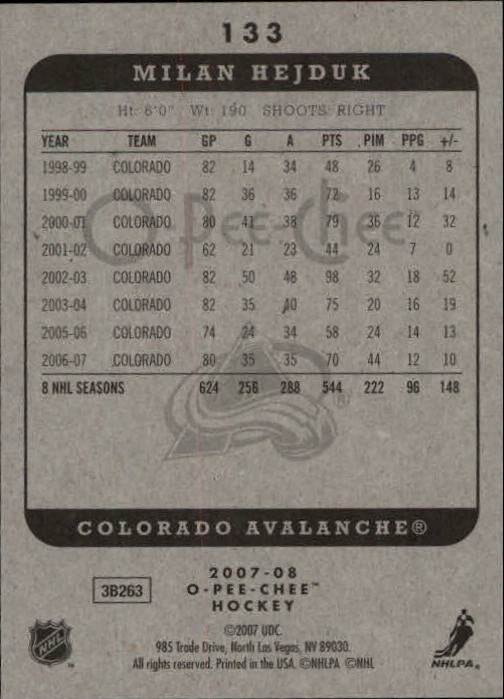 133
MILAN HEJDUK
Ht: 6'0" Wt: 190 SHOOTS: RIGHT
YEAR TEAM GP G A PTS PIM PPG +/-
1998-99 COLORADO 82 14 34 48 26 4 8
1999-00 COLORADO 82 36 36 72 16 13 14
2000-01 COLORADO 80 41 38 79 36 12 32
2001-02 COLORADO 62 21 23 44 24 7 0
2002-03 COLORADO 82 50 48 98 32 18 52
2003-04 COLORADO 82 35 40 75 20 16 19
2005-06 COLORADO 74 24 34 58 24 14 13
2006-07 COLORADO 80 35 35 70 44 12 10
8 NHL SEASONS 624 256 288 544 222 96 148
O-Pee-Chee
COLORADO AVALANCHE®
3B263
2007-08
O-PEE-CHEE™
HOCKEY
©2007 UDC.
985 Trade Drive, North Las Vegas, NV 89030.
All rights reserved. Printed in the USA. ©NHLPA ©NHL
NHL
NHLPA